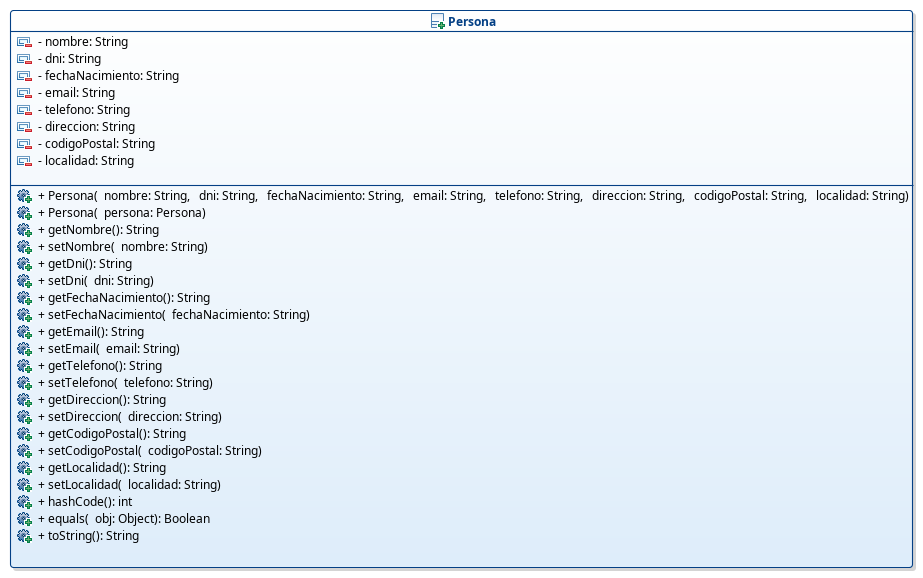 Persona
- nombre: String
- dni: String
- fechaNacimiento: String
- email: String
- telefono: String
- direccion: String
- codigoPostal: String
- localidad: String
+ Persona(  nombre: String,   dni: String,   fechaNacimiento: String,   email: String,   telefono: String,   direccion: String,   codigoPostal: String,   localidad: String)
+ Persona(  persona: Persona)
+ getNombre(): String
+ setNombre(  nombre: String)
+ getDni(): String
+ setDni(  dni: String)
+ getFechaNacimiento(): String
+ setFechaNacimiento(  fechaNacimiento: String)
+ getEmail(): String
+ setEmail(  email: String)
+ getTelefono(): String
+ setTelefono(  telefono: String)
+ getDireccion(): String
+ setDireccion(  direccion: String)
+ getCodigoPostal(): String
+ setCodigoPostal(  codigoPostal: String)
+ getLocalidad(): String
+ setLocalidad(  localidad: String)
+ hashCode(): int
+ equals(  obj: Object): Boolean
+ toString(): String